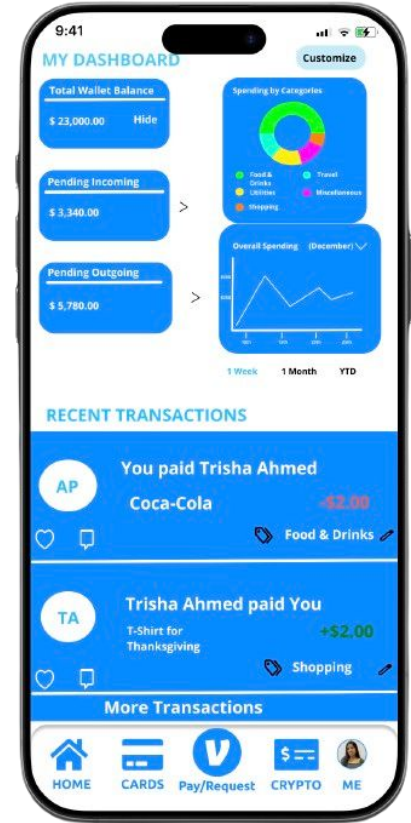 9:41
MY DASHBOARD
Customize
Total Wallet Balance
$ 23,000.00 Hide
Spending by Categories
Food & Drinks
Travel
Utilities
Miscellaneous
Shopping
Pending Incoming
$ 3,340.00 >
Pending Outgoing
$ 5,780.00 >
Overall Spending (December)
1 Week 1 Month YTD
RECENT TRANSACTIONS
AP
You paid Trisha Ahmed
Coca-Cola -$2.00
Food & Drinks
TA
Trisha Ahmed paid You
T-Shirt for
Thanksgiving
+$2.00
Shopping
More Transactions
V
$
HOME CARDS Pay/Request CRYPTO ME